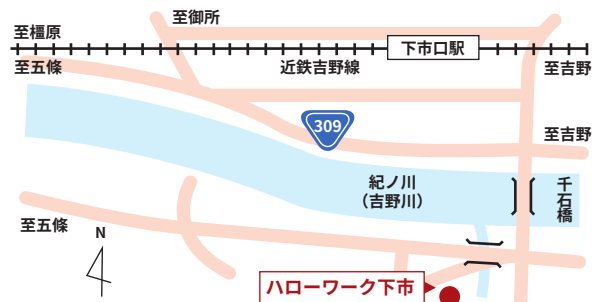 至御所
至橿原
下市口駅
至五條
近鉄吉野線
至吉野
309
至吉野
紀ノ川
（吉野川）
千石橋
至五條
N
ハローワーク下市